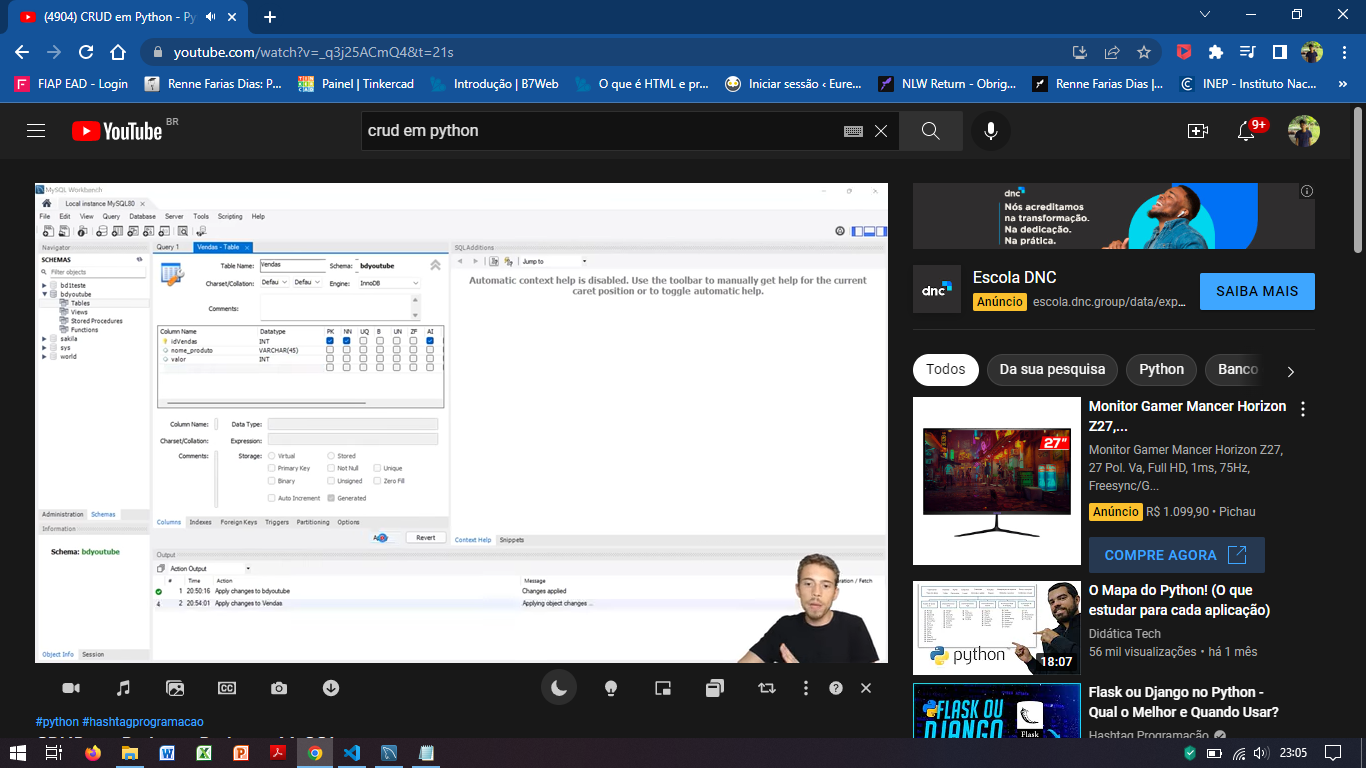 (4904) CRUD em Python - Py
youtube.com/watch?v=_q3j25ACmQ4&t=21s
FIAP EAD - Login
Renne Farias Dias: P...
Painel | Tinkercad
Introdução | B7Web
O que é HTML e pr...
Iniciar sessão ‹ Eure...
NLW Return - Obrig...
Renne Farias Dias |...
INEP - Instituto Nac...
»
YouTube BR
crud em python
9+
MySQL Workbench
Local instance MySQL80
File Edit View Query Database Server Tools Scripting Help
Navigator
SCHEMAS
Filter objects
bd1teste
bdyoutube
Tables
Views
Stored Procedures
Functions
sakila
sys
world
Administration Schemas
Information
Schema: bdyoutube
Object Info Session
Query 1 Vendas - Table
Table Name: Vendas Schema: bdyoutube
Charset/Collation: Defau Defau Engine: InnoDB
Comments:
Column Name Datatype PK NN UQ B UN ZF AI
idVendas INT
nome_produto VARCHAR(45)
valor INT
Column Name: Data Type:
Charset/Collation: Expression:
Comments: Storage: Virtual Stored
Primary Key Not Null Unique
Binary Unsigned Zero Fill
Auto Increment Generated
Columns Indexes Foreign Keys Triggers Partitioning Options
Revert
SQLAdditions
Jump to
Automatic context help is disabled. Use the toolbar to manually get help for the current
caret position or to toggle automatic help.
Context Help Snippets
Output
Action Output
# Time Action Message / Fetch
1 20:50:16 Apply changes to bdyoutube Changes applied
2 20:54:01 Apply changes to Vendas Applying object changes ...
CC
#python #hashtagprogramacao
dnc
Nós acreditamos
na transformação.
Na dedicação.
Na prática.
dnc
Escola DNC
Anúncio escola.dnc.group/data/exp...
SAIBA MAIS
Todos
Da sua pesquisa
Python
Banco
27"
Monitor Gamer Mancer Horizon
Z27,...
Monitor Gamer Mancer Horizon Z27,
27 Pol. Va, Full HD, 1ms, 75Hz,
Freesync/G...
Anúncio R$ 1.099,90 • Pichau
COMPRE AGORA
python
18:07
O Mapa do Python! (O que
estudar para cada aplicação)
Didática Tech
56 mil visualizações • há 1 mês
FLASK OU
DJANGO
Flask
Flask ou Django no Python -
Qual o Melhor e Quando Usar?
Hashtag Programação
23:05